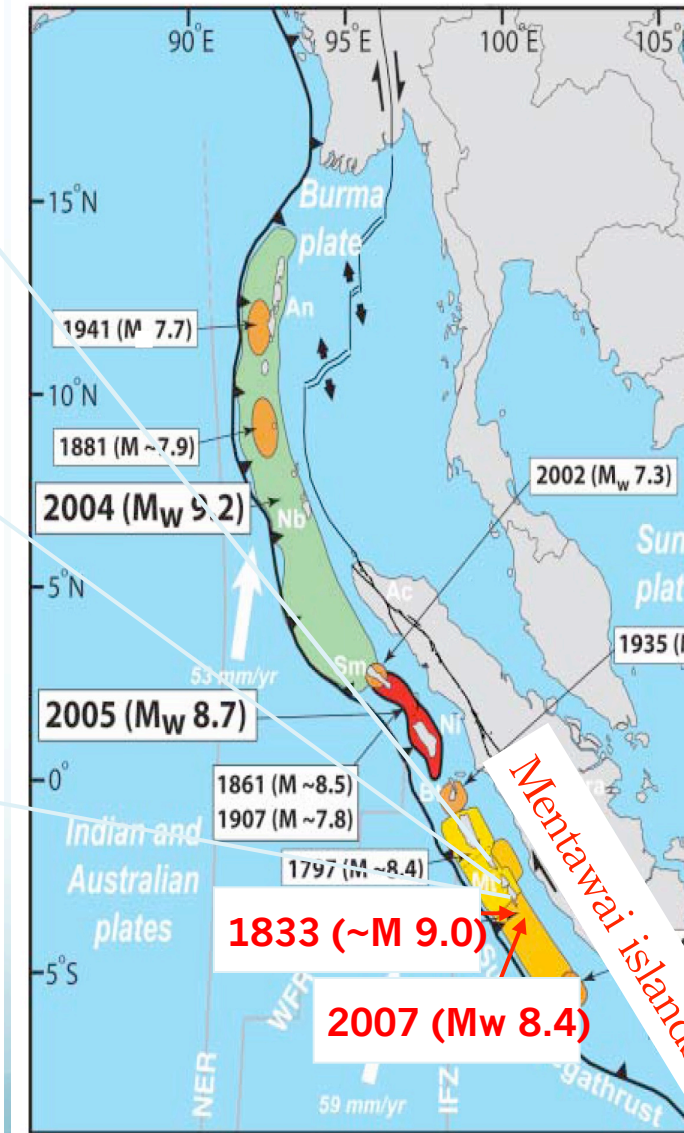 90°E 95°E 100°E 105°
15°N
Burma
plate
An
1941 (M 7.7)
10°N
1881 (M ~7.9)
2002 (Mw 7.3)
2004 (Mw 9.2)
Nb
Sun
plat
5°N
Ac
1935 (
Sm
53 mm/yr
2005 (Mw 8.7)
Ni
0°
1861 (M ~8.5)
1907 (M ~7.8)
Indian and
Australian
plates
1797 (M ~8.4)
Mentawai island
1833 (~M 9.0)
5°S
2007 (Mw 8.4)
WFR
NER
IFZ
59 mm/yr
egathrust